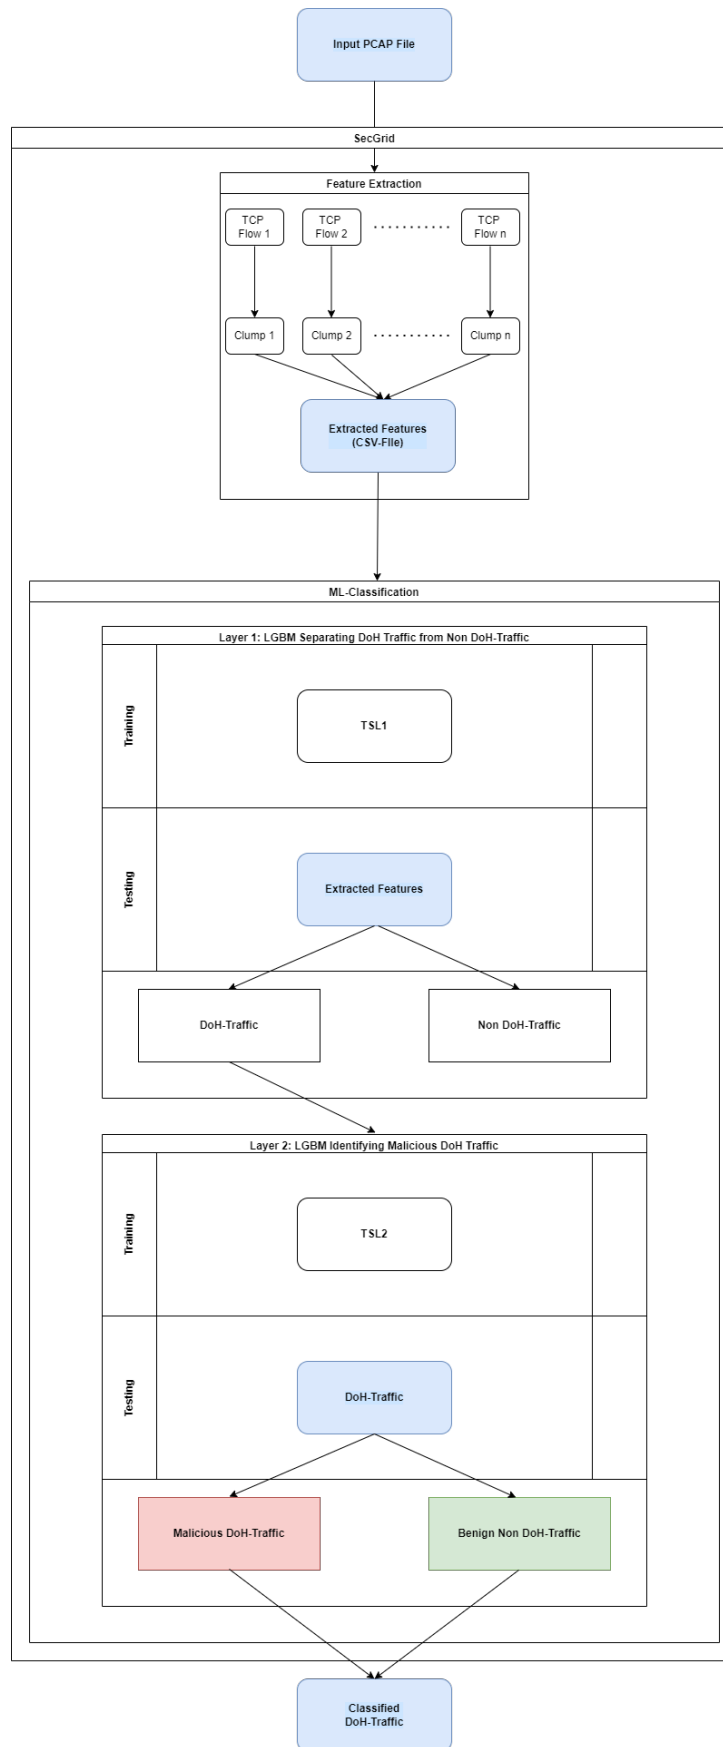 Input PCAP File
SecGrid
Feature Extraction
TCP
Flow 1
TCP
Flow 2
. . . . . . . . . . .
TCP
Flow n
Clump 1
Clump 2
. . . . . . . . . . .
Clump n
Extracted Features
(CSV-FIle)
ML-Classification
Layer 1: LGBM Separating DoH Traffic from Non DoH-Traffic
Training
TSL1
Testing
Extracted Features
DoH-Traffic
Non DoH-Traffic
Layer 2: LGBM Identifying Malicious DoH Traffic
Training
TSL2
Testing
DoH-Traffic
Malicious DoH-Traffic
Benign Non DoH-Traffic
Classified
DoH-Traffic